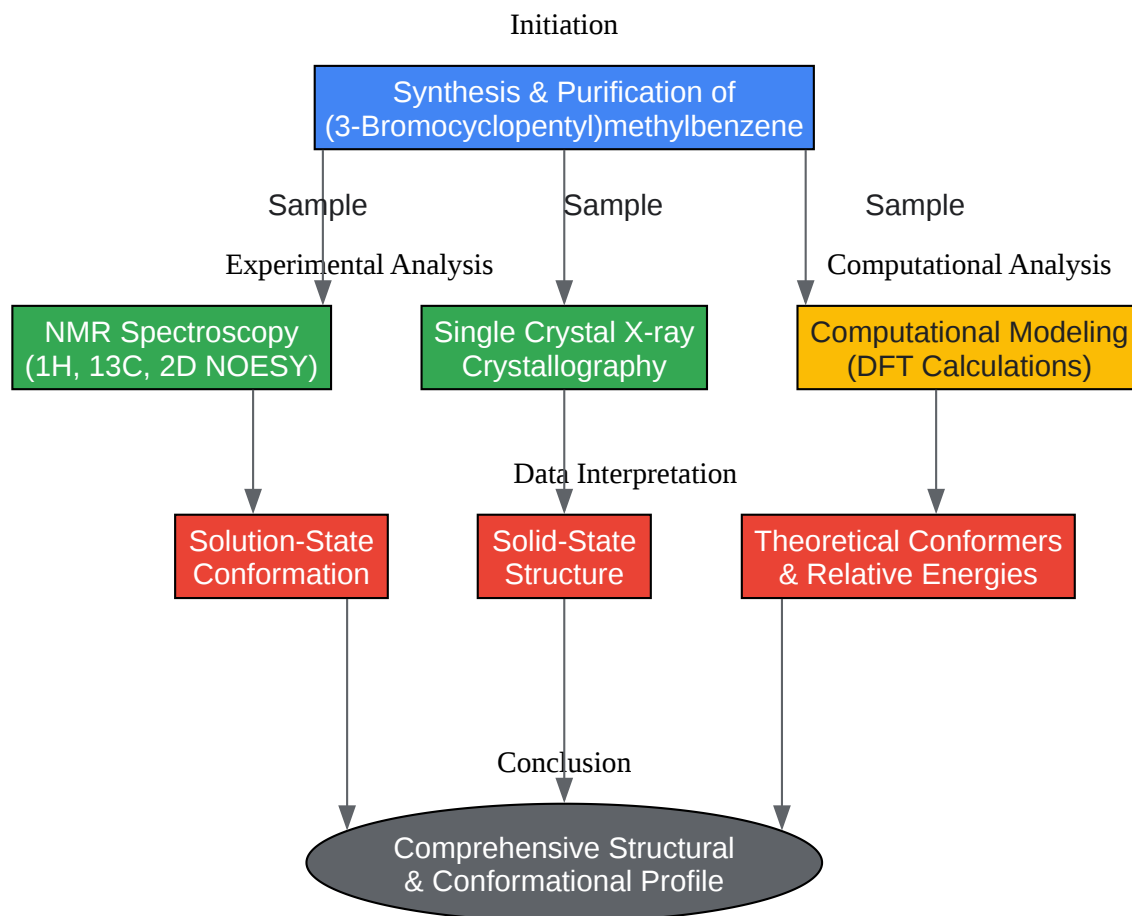 Initiation
Synthesis & Purification of
(3-Bromocyclopentyl)methylbenzene
Sample
Sample
Sample
Experimental Analysis
Computational Analysis
NMR Spectroscopy
(1H, 13C, 2D NOESY)
Single Crystal X-ray
Crystallography
Computational Modeling
(DFT Calculations)
Data Interpretation
Solution-State
Conformation
Solid-State
Structure
Theoretical Conformers
& Relative Energies
Conclusion
Comprehensive Structural
& Conformational Profile